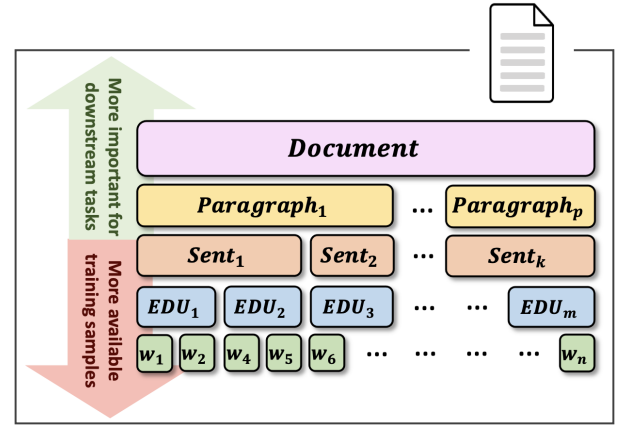 More important for
downstream tasks
More available
training samples
Document
Paragraph₁ ... Paragraphₚ
Sent₁ Sent₂ ... Sentₖ
EDU₁ EDU₂ EDU₃ ... ... EDUₘ
w₁ w₂ w₄ w₅ w₆ ... ... ... ... wₙ